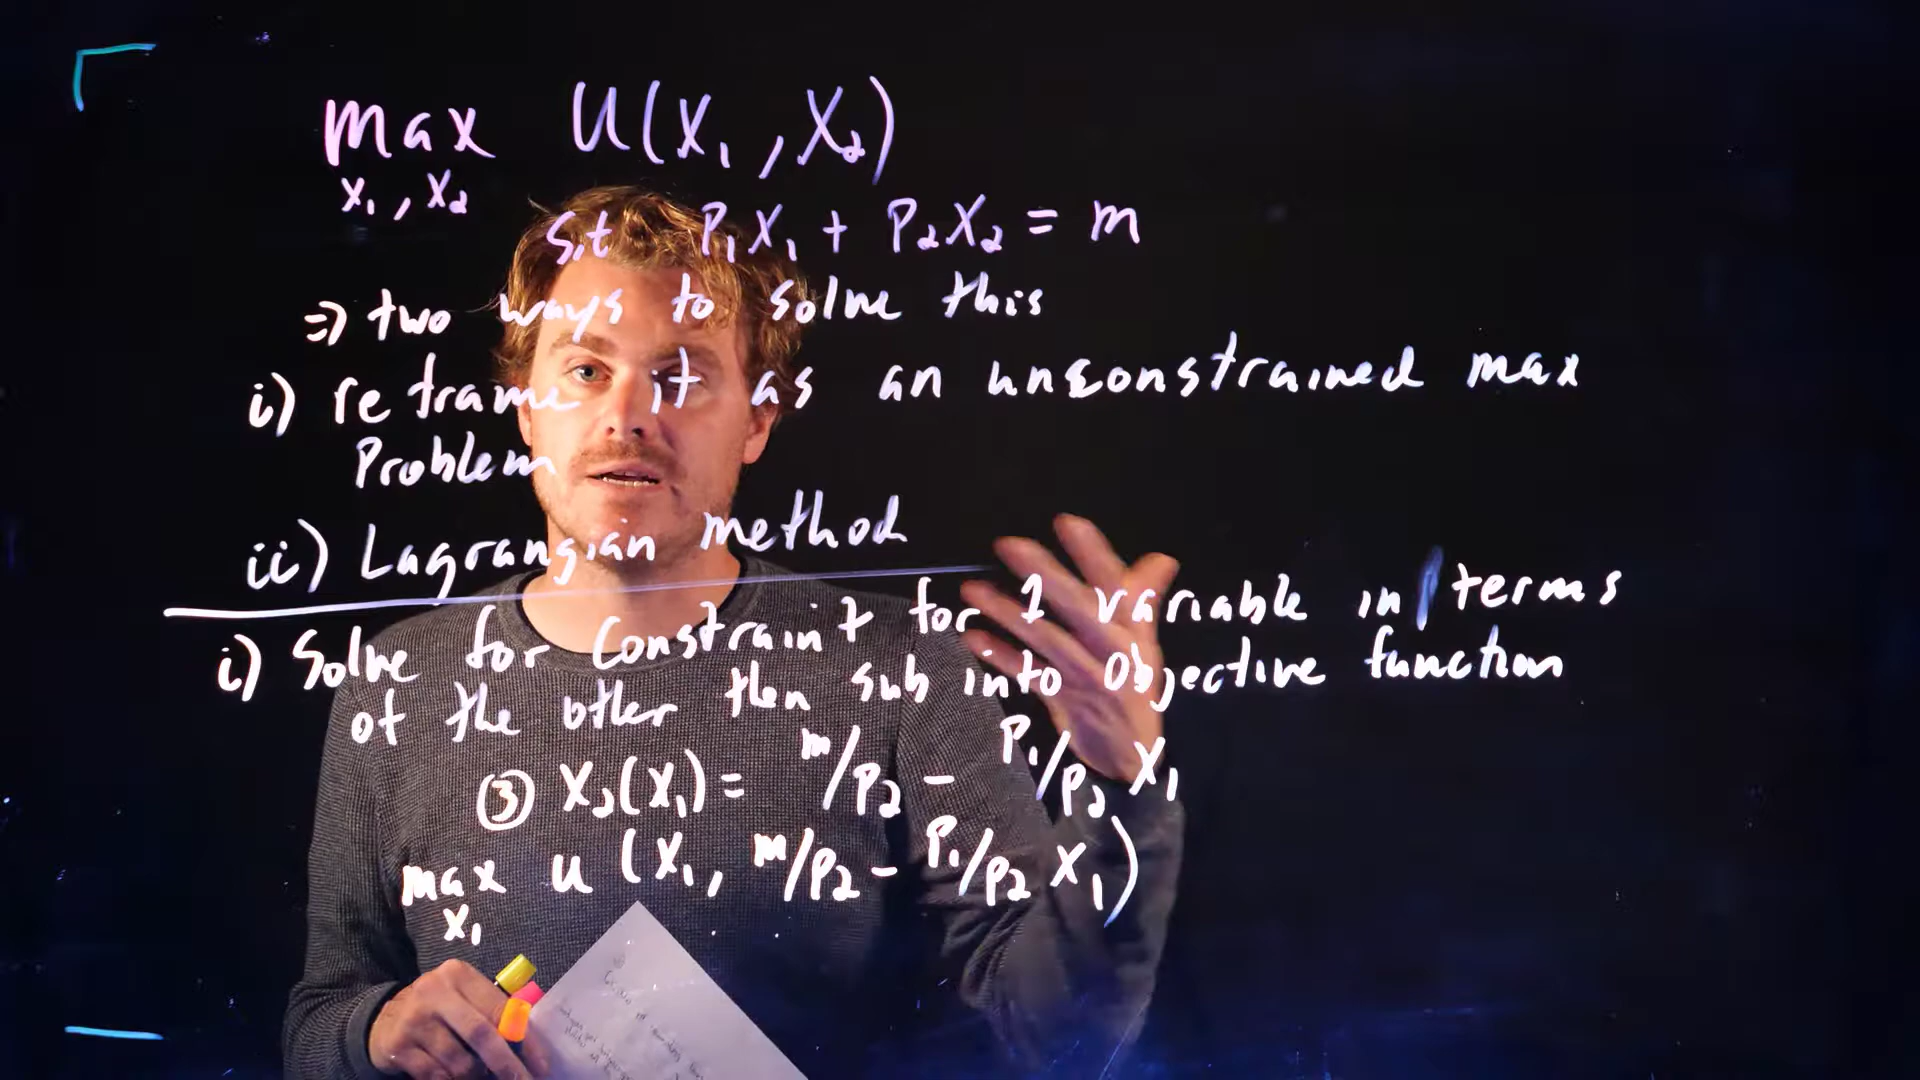 max U(x₁, x₂)
x₁, x₂
s.t P₁x₁ + P₂x₂ = m
=> two ways to solve this
i) reframe it as an unconstrained max
Problem
ii) Lagrangian method
i) Solve for Constraint for 1 variable in terms
of the other then sub into objective function
③ x₂(x₁) = m/p₂ - P₁/p₂ x₁
max u (x₁, m/p₂ - P₁/p₂ x₁)
x₁